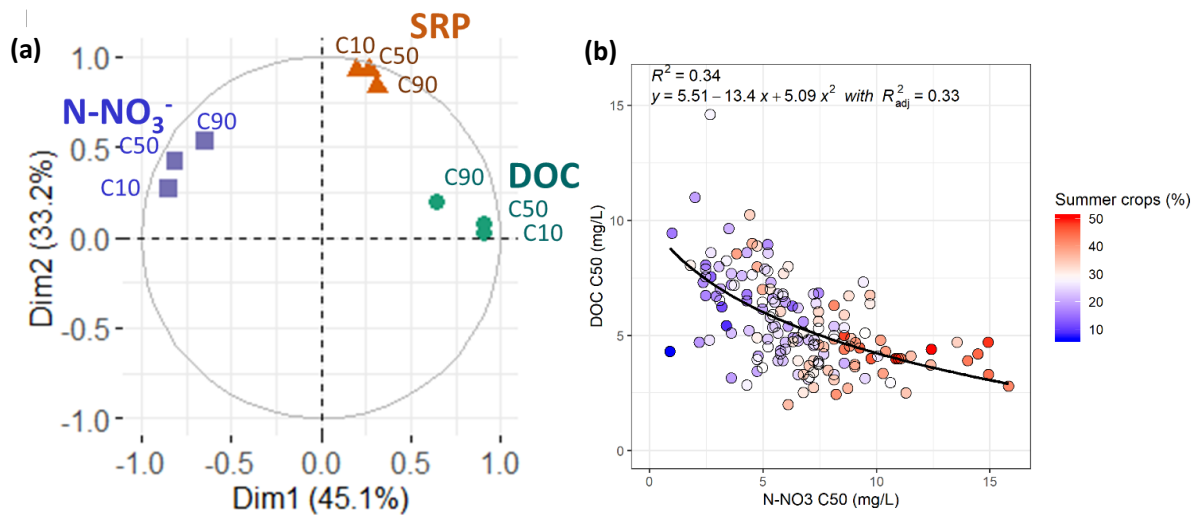 (a)
SRP
C10
C50
C90
N-NO₃⁻
C90
C50
C10
DOC
C90
C50
C10
1.0
0.5
0.0
-0.5
-1.0
Dim2 (33.2%)
-1.0
-0.5
0.0
0.5
1.0
Dim1 (45.1%)
(b)
R² = 0.34
y = 5.51 − 13.4 x + 5.09 x² with R²adj = 0.33
15
10
5
0
DOC C50 (mg/L)
0
5
10
15
N-NO3 C50 (mg/L)
Summer crops (%)
50
40
30
20
10